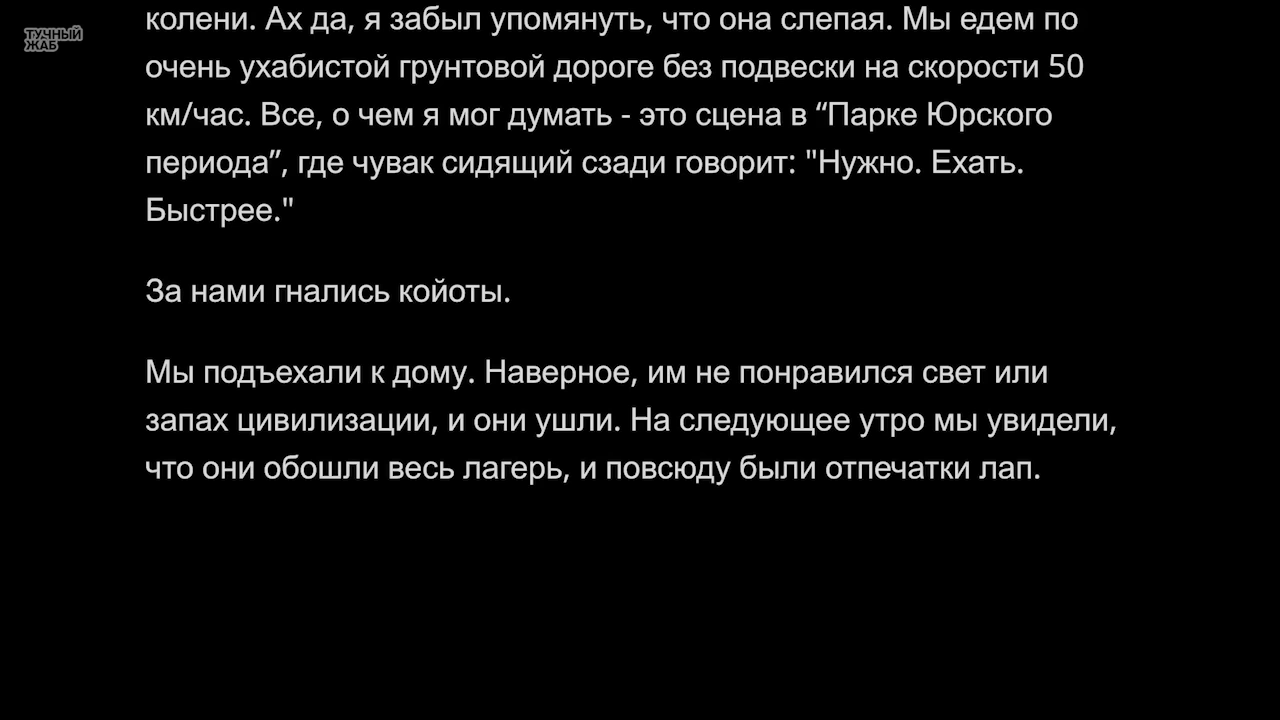 ТУЧНЫЙ
ЖАБ
колени. Ах да, я забыл упомянуть, что она слепая. Мы едем по
очень ухабистой грунтовой дороге без подвески на скорости 50
км/час. Все, о чем я мог думать - это сцена в “Парке Юрского
периода”, где чувак сидящий сзади говорит: "Нужно. Ехать.
Быстрее."
За нами гнались койоты.
Мы подъехали к дому. Наверное, им не понравился свет или
запах цивилизации, и они ушли. На следующее утро мы увидели,
что они обошли весь лагерь, и повсюду были отпечатки лап.